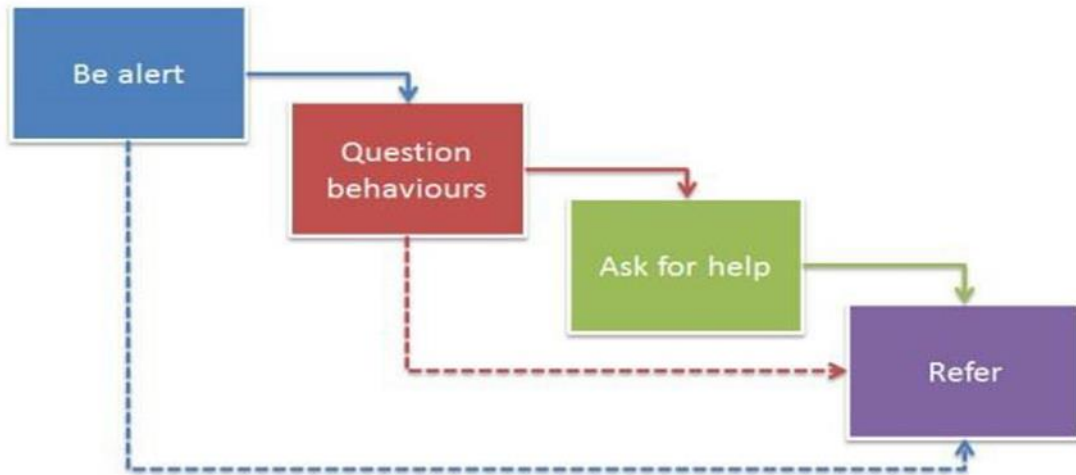 Be alert
Question
behaviours
Ask for help
Refer